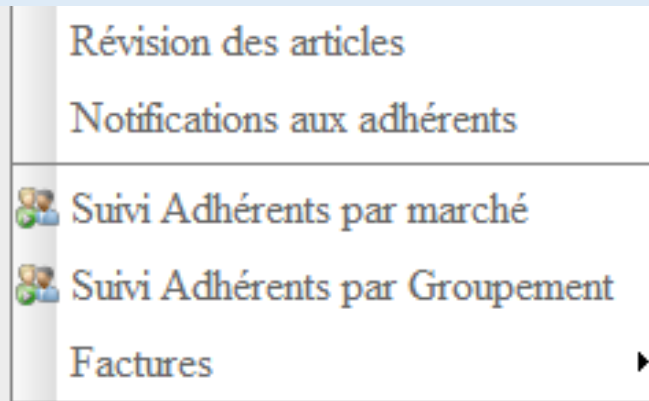 Révision des articles
Notifications aux adhérents
Suivi Adhérents par marché
Suivi Adhérents par Groupement
Factures